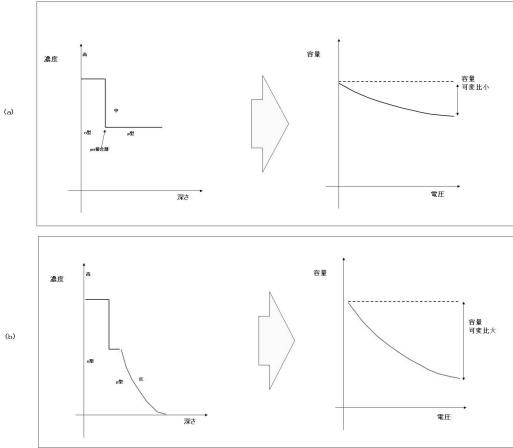 (a)
濃度
高
中
n型
p型
pn接合部
深さ
容量
容量
可変比小
電圧
(b)
濃度
高
n型
p型
深さ
容量
容量
可変比大
電圧